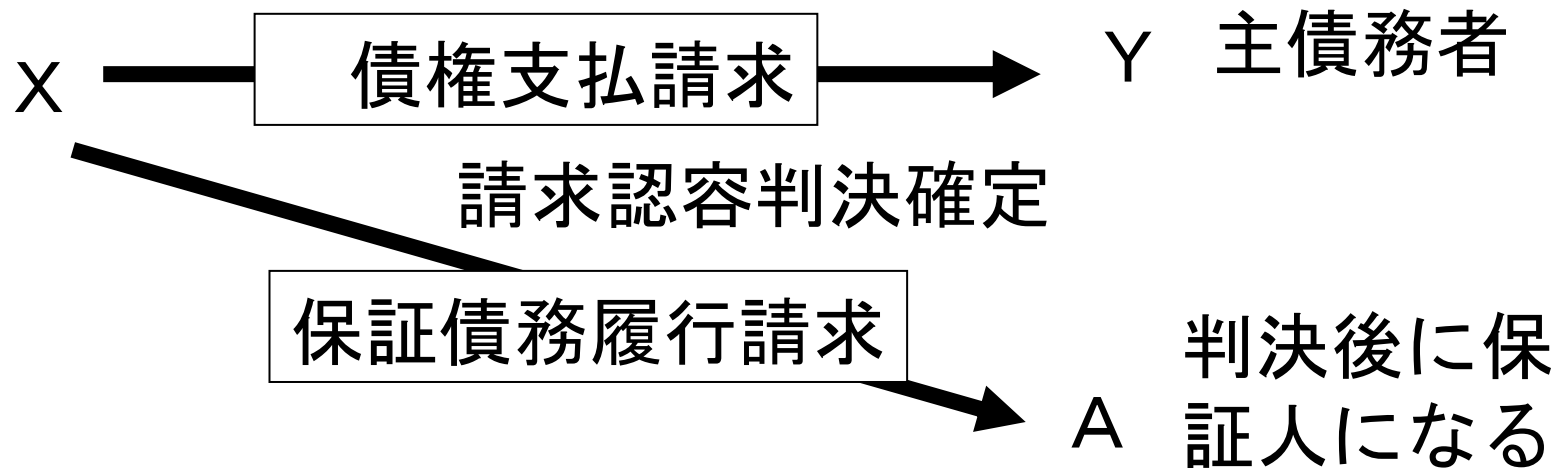 X 債権支払請求 Y 主債務者
請求認容判決確定
保証債務履行請求
A 判決後に保
証人になる